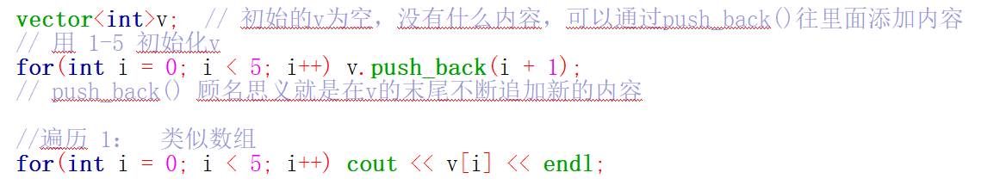 vector<int>v;  // 初始的v为空，没有什么内容，可以通过push_back()往里面添加内容
// 用 1-5 初始化v
for(int i = 0; i < 5; i++) v.push_back(i + 1);
// push_back() 顾名思义就是在v的末尾不断追加新的内容
//遍历 1：  类似数组
for(int i = 0; i < 5; i++) cout << v[i] << endl;